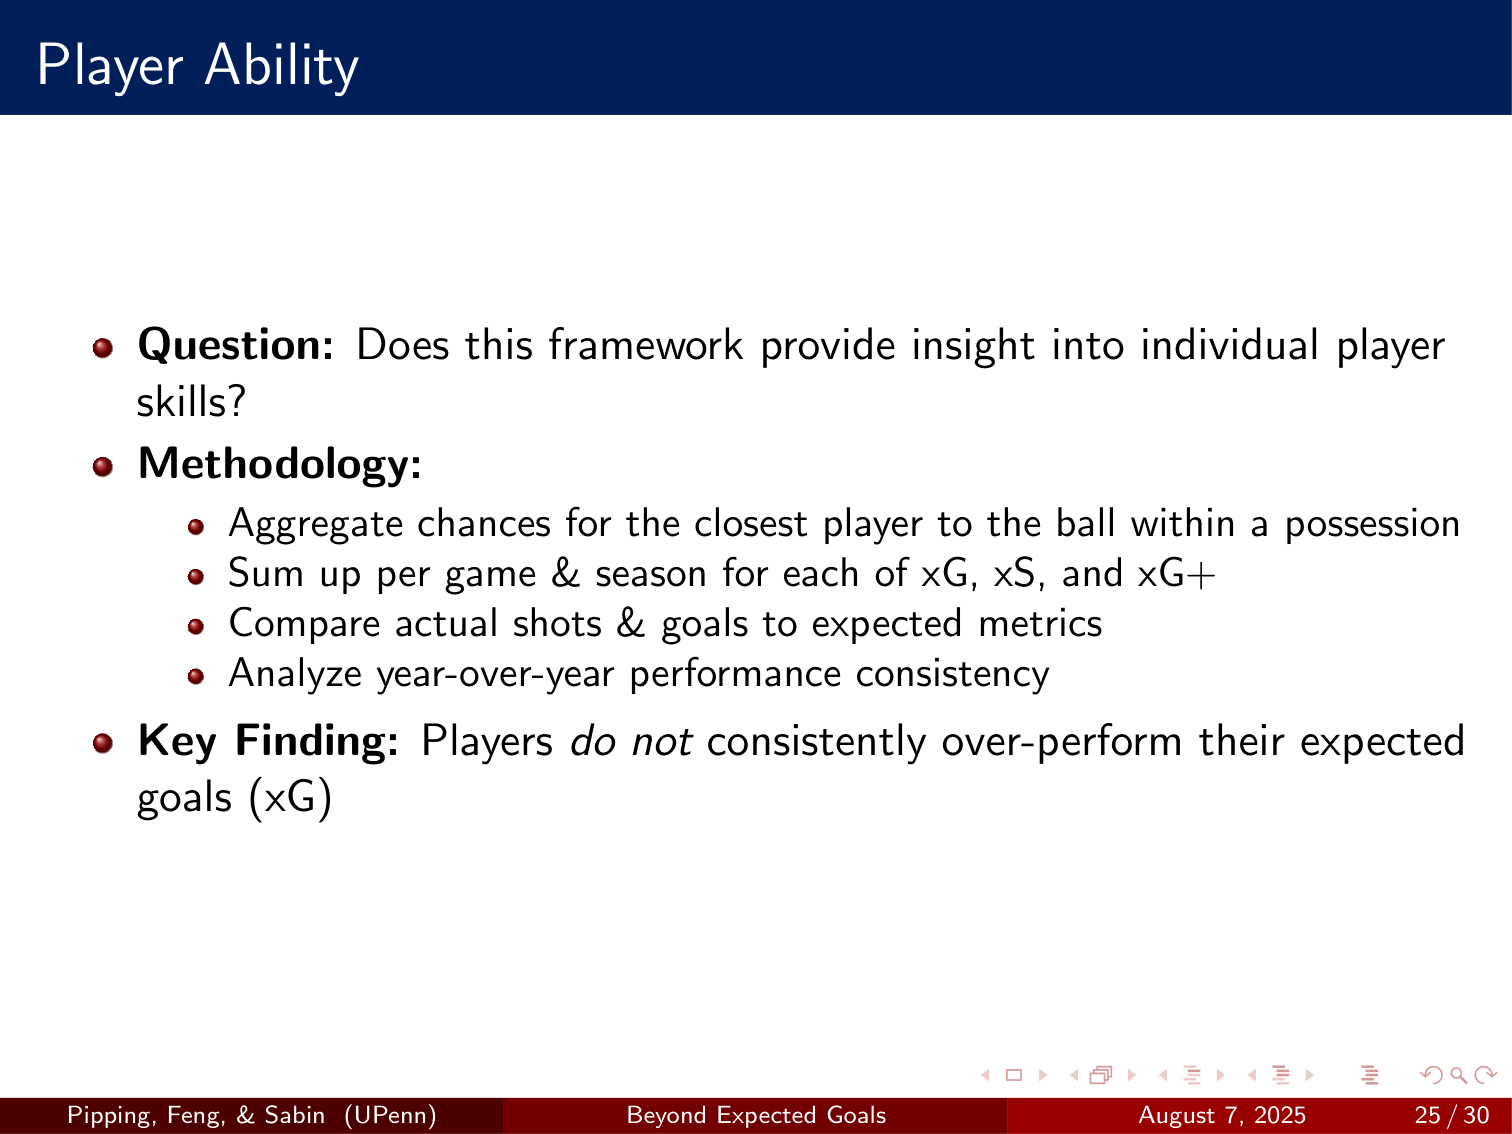 Player Ability
Question: Does this framework provide insight into individual player
skills?
Methodology:
Aggregate chances for the closest player to the ball within a possession
Sum up per game & season for each of xG, xS, and xG+
Compare actual shots & goals to expected metrics
Analyze year-over-year performance consistency
Key Finding: Players do not consistently over-perform their expected
goals (xG)
Pipping, Feng, & Sabin (UPenn)
Beyond Expected Goals
August 7, 2025
25 / 30